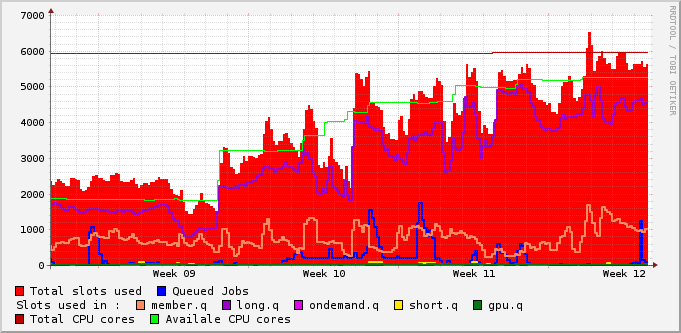 7000
6000
5000
4000
3000
2000
1000
0
Week 09 Week 10 Week 11 Week 12
Total slots used Queued Jobs
Slots used in : member.q long.q ondemand.q short.q gpu.q
Total CPU cores Availale CPU cores
RRDTOOL / TOBI OETIKER